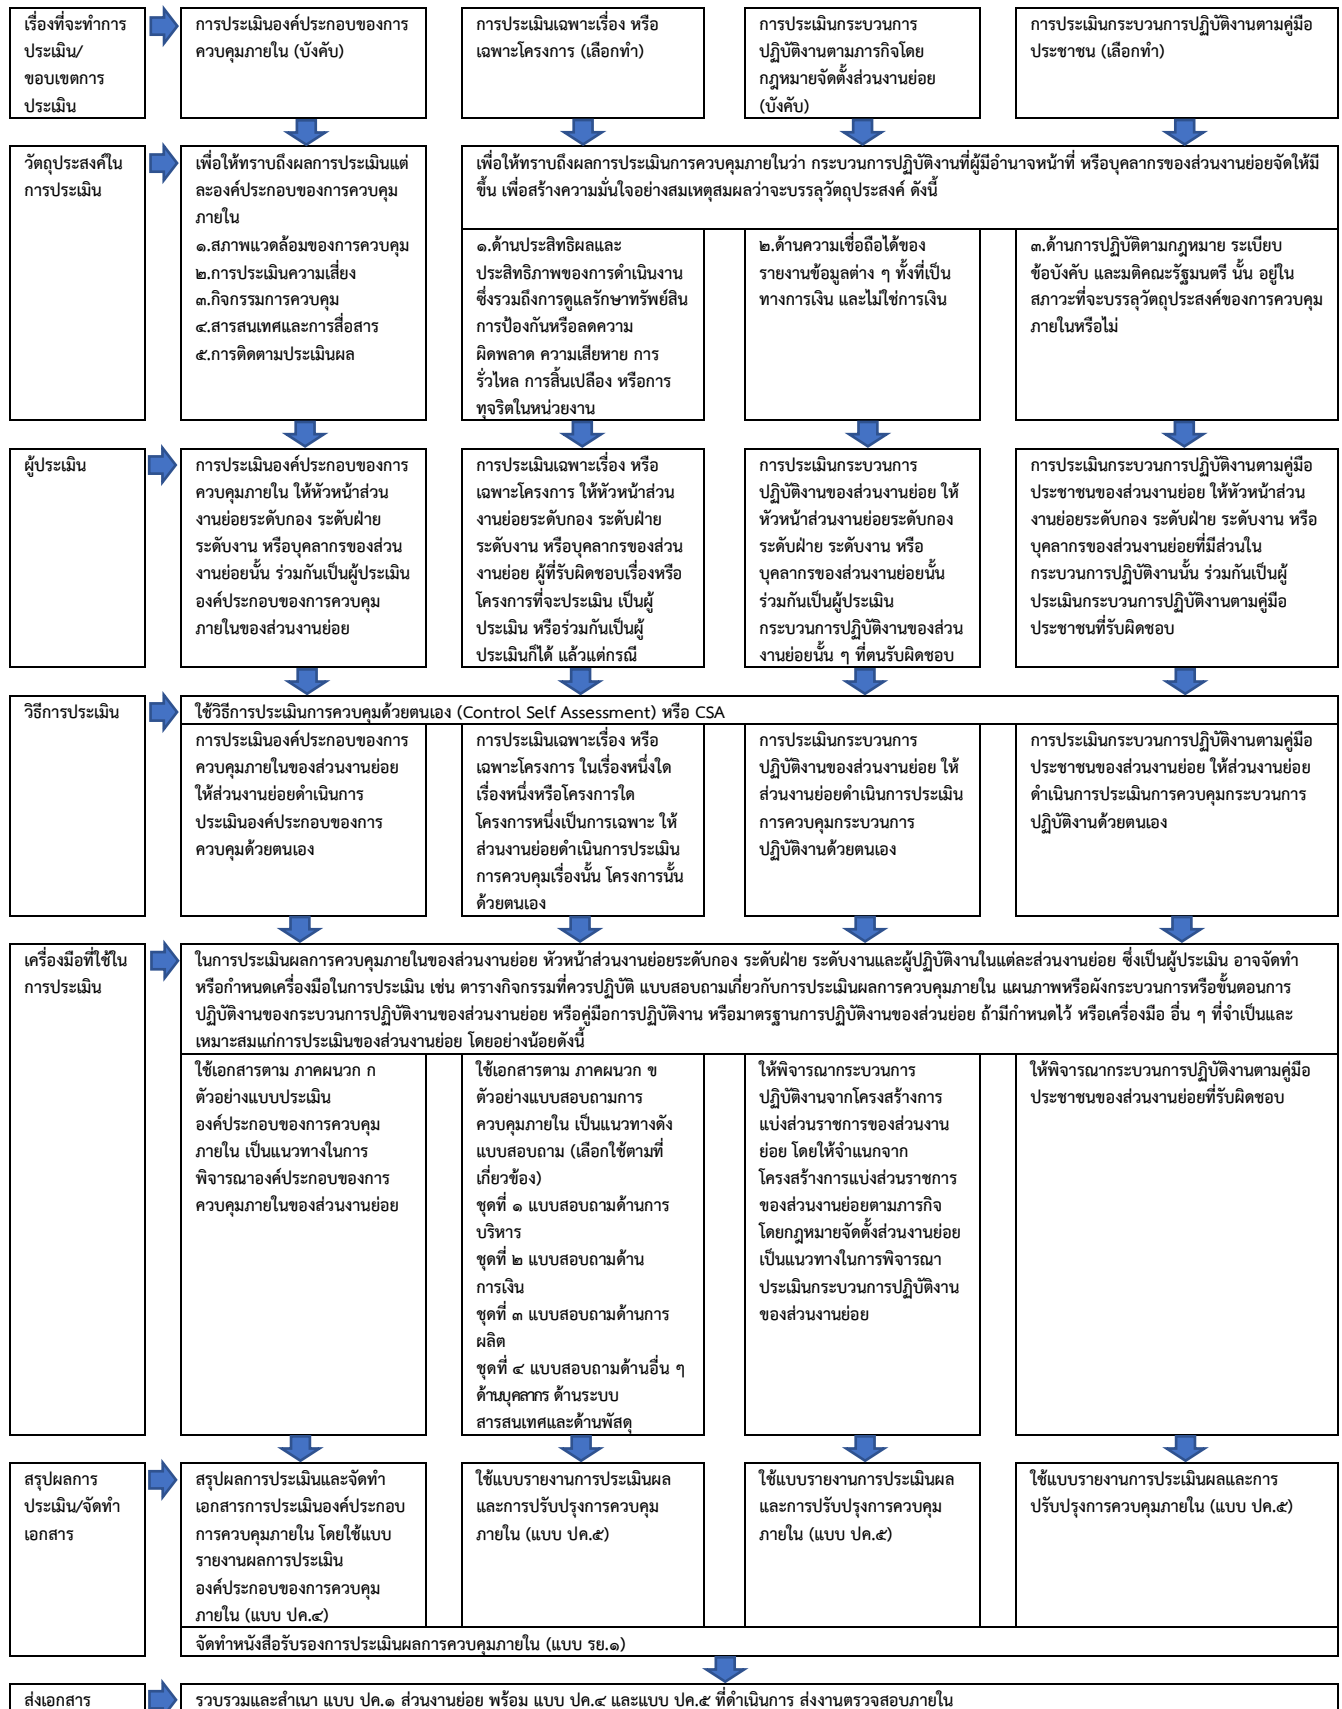 เรื่องที่จะทำการ
ประเมิน/
ขอบเขตการ
ประเมิน
การประเมินองค์ประกอบของการ
ควบคุมภายใน (บังคับ)
การประเมินเฉพาะเรื่อง หรือ
เฉพาะโครงการ (เลือกทำ)
การประเมินกระบวนการ
ปฏิบัติงานตามภารกิจโดย
กฎหมายจัดตั้งส่วนงานย่อย
(บังคับ)
การประเมินกระบวนการปฏิบัติงานตามคู่มือ
ประชาชน (เลือกทำ)
วัตถุประสงค์ใน
การประเมิน
เพื่อให้ทราบถึงผลการประเมินแต่
ละองค์ประกอบของการควบคุม
ภายใน
๑.สภาพแวดล้อมของการควบคุม
๒.การประเมินความเสี่ยง
๓.กิจกรรมการควบคุม
๔.สารสนเทศและการสื่อสาร
๕.การติดตามประเมินผล
เพื่อให้ทราบถึงผลการประเมินการควบคุมภายในว่า กระบวนการปฏิบัติงานที่ผู้มีอำนาจหน้าที่ หรือบุคลากรของส่วนงานย่อยจัดให้มี
ขึ้น เพื่อสร้างความมั่นใจอย่างสมเหตุสมผลว่าจะบรรลุวัตถุประสงค์ ดังนี้
๑.ด้านประสิทธิผลและ
ประสิทธิภาพของการดำเนินงาน
ซึ่งรวมถึงการดูแลรักษาทรัพย์สิน
การป้องกันหรือลดความ
ผิดพลาด ความเสียหาย การ
รั่วไหล การสิ้นเปลือง หรือการ
ทุจริตในหน่วยงาน
๒.ด้านความเชื่อถือได้ของ
รายงานข้อมูลต่าง ๆ ทั้งที่เป็น
ทางการเงิน และไม่ใช่การเงิน
๓.ด้านการปฏิบัติตามกฎหมาย ระเบียบ
ข้อบังคับ และมติคณะรัฐมนตรี นั้น อยู่ใน
สภาวะที่จะบรรลุวัตถุประสงค์ของการควบคุม
ภายในหรือไม่
ผู้ประเมิน
การประเมินองค์ประกอบของการ
ควบคุมภายใน ให้หัวหน้าส่วน
งานย่อยระดับกอง ระดับฝ่าย
ระดับงาน หรือบุคลากรของส่วน
งานย่อยนั้น ร่วมกันเป็นผู้ประเมิน
องค์ประกอบของการควบคุม
ภายในของส่วนงานย่อย
การประเมินเฉพาะเรื่อง หรือ
เฉพาะโครงการ ให้หัวหน้าส่วน
งานย่อยระดับกอง ระดับฝ่าย
ระดับงาน หรือบุคลากรของส่วน
งานย่อย ผู้ที่รับผิดชอบเรื่องหรือ
โครงการที่จะประเมิน เป็นผู้
ประเมิน หรือร่วมกันเป็นผู้
ประเมินก็ได้ แล้วแต่กรณี
การประเมินกระบวนการ
ปฏิบัติงานของส่วนงานย่อย ให้
หัวหน้าส่วนงานย่อยระดับกอง
ระดับฝ่าย ระดับงาน หรือ
บุคลากรของส่วนงานย่อยนั้น
ร่วมกันเป็นผู้ประเมิน
กระบวนการปฏิบัติงานของส่วน
งานย่อยนั้น ๆ ที่ตนรับผิดชอบ
การประเมินกระบวนการปฏิบัติงานตามคู่มือ
ประชาชนของส่วนงานย่อย ให้หัวหน้าส่วน
งานย่อยระดับกอง ระดับฝ่าย ระดับงาน หรือ
บุคลากรของส่วนงานย่อยที่มีส่วนใน
กระบวนการปฏิบัติงานนั้น ร่วมกันเป็นผู้
ประเมินกระบวนการปฏิบัติงานตามคู่มือ
ประชาชนที่รับผิดชอบ
วิธีการประเมิน
ใช้วิธีการประเมินการควบคุมด้วยตนเอง (Control Self Assessment) หรือ CSA
การประเมินองค์ประกอบของการ
ควบคุมภายในของส่วนงานย่อย
ให้ส่วนงานย่อยดำเนินการ
ประเมินองค์ประกอบของการ
ควบคุมด้วยตนเอง
การประเมินเฉพาะเรื่อง หรือ
เฉพาะโครงการ ในเรื่องหนึ่งใด
เรื่องหนึ่งหรือโครงการใด
โครงการหนึ่งเป็นการเฉพาะ ให้
ส่วนงานย่อยดำเนินการประเมิน
การควบคุมเรื่องนั้น โครงการนั้น
ด้วยตนเอง
การประเมินกระบวนการ
ปฏิบัติงานของส่วนงานย่อย ให้
ส่วนงานย่อยดำเนินการประเมิน
การควบคุมกระบวนการ
ปฏิบัติงานด้วยตนเอง
การประเมินกระบวนการปฏิบัติงานตามคู่มือ
ประชาชนของส่วนงานย่อย ให้ส่วนงานย่อย
ดำเนินการประเมินการควบคุมกระบวนการ
ปฏิบัติงานด้วยตนเอง
เครื่องมือที่ใช้ใน
การประเมิน
ในการประเมินผลการควบคุมภายในของส่วนงานย่อย หัวหน้าส่วนงานย่อยระดับกอง ระดับฝ่าย ระดับงานและผู้ปฏิบัติงานในแต่ละส่วนงานย่อย ซึ่งเป็นผู้ประเมิน อาจจัดทำ
หรือกำหนดเครื่องมือในการประเมิน เช่น ตารางกิจกรรมที่ควรปฏิบัติ แบบสอบถามเกี่ยวกับการประเมินผลการควบคุมภายใน แผนภาพหรือผังกระบวนการหรือขั้นตอนการ
ปฏิบัติงานของกระบวนการปฏิบัติงานของส่วนงานย่อย หรือคู่มือการปฏิบัติงาน หรือมาตรฐานการปฏิบัติงานของส่วนย่อย ถ้ามีกำหนดไว้ หรือเครื่องมือ อื่น ๆ ที่จำเป็นและ
เหมาะสมแก่การประเมินของส่วนงานย่อย โดยอย่างน้อยดังนี้
ใช้เอกสารตาม ภาคผนวก ก
ตัวอย่างแบบประเมิน
องค์ประกอบของการควบคุม
ภายใน เป็นแนวทางในการ
พิจารณาองค์ประกอบของการ
ควบคุมภายในของส่วนงานย่อย
ใช้เอกสารตาม ภาคผนวก ข
ตัวอย่างแบบสอบถามการ
ควบคุมภายใน เป็นแนวทางดัง
แบบสอบถาม (เลือกใช้ตามที่
เกี่ยวข้อง)
ชุดที่ ๑ แบบสอบถามด้านการ
บริหาร
ชุดที่ ๒ แบบสอบถามด้าน
การเงิน
ชุดที่ ๓ แบบสอบถามด้านการ
ผลิต
ชุดที่ ๔ แบบสอบถามด้านอื่น ๆ
ด้านบุคลากร ด้านระบบ
สารสนเทศและด้านพัสดุ
ให้พิจารณากระบวนการ
ปฏิบัติงานจากโครงสร้างการ
แบ่งส่วนราชการของส่วนงาน
ย่อย โดยให้จำแนกจาก
โครงสร้างการแบ่งส่วนราชการ
ของส่วนงานย่อยตามภารกิจ
โดยกฎหมายจัดตั้งส่วนงานย่อย
เป็นแนวทางในการพิจารณา
ประเมินกระบวนการปฏิบัติงาน
ของส่วนงานย่อย
ให้พิจารณากระบวนการปฏิบัติงานตามคู่มือ
ประชาชนของส่วนงานย่อยที่รับผิดชอบ
สรุปผลการ
ประเมิน/จัดทำ
เอกสาร
สรุปผลการประเมินและจัดทำ
เอกสารการประเมินองค์ประกอบ
การควบคุมภายใน โดยใช้แบบ
รายงานผลการประเมิน
องค์ประกอบของการควบคุม
ภายใน (แบบ ปค.๔)
ใช้แบบรายงานการประเมินผล
และการปรับปรุงการควบคุม
ภายใน (แบบ ปค.๕)
ใช้แบบรายงานการประเมินผล
และการปรับปรุงการควบคุม
ภายใน (แบบ ปค.๕)
ใช้แบบรายงานการประเมินผลและการ
ปรับปรุงการควบคุมภายใน (แบบ ปค.๕)
จัดทำหนังสือรับรองการประเมินผลการควบคุมภายใน (แบบ รย.๑)
ส่งเอกสาร
รวบรวมและสำเนา แบบ ปค.๑ ส่วนงานย่อย พร้อม แบบ ปค.๔ และแบบ ปค.๕ ที่ดำเนินการ ส่งงานตรวจสอบภายใน